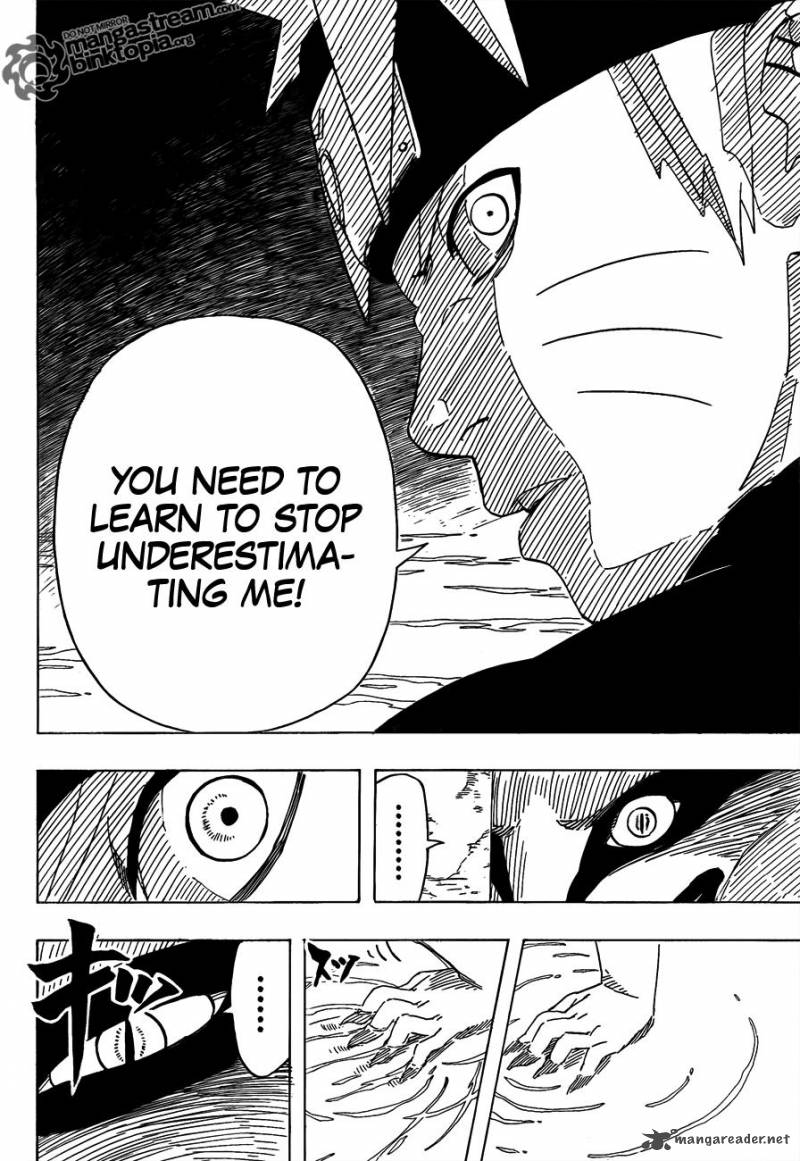 DO NOT MIRROR
mangastream.com
binktopia.org
YOU NEED TO
LEARN TO STOP
UNDERESTIMA-
TING ME!
........
......
キッ
スッ
mangareader.net